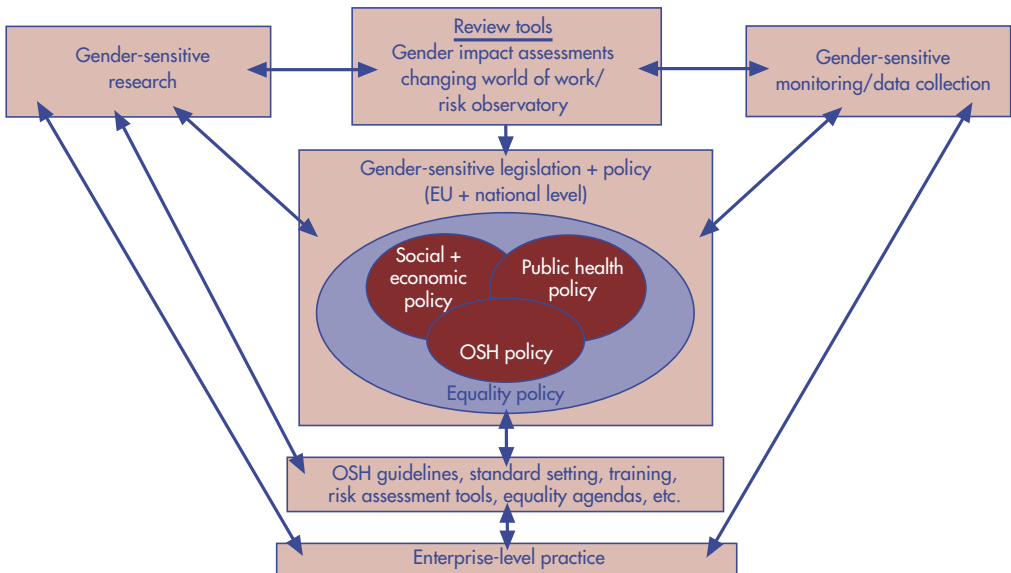 Gender-sensitive
research
Review tools
Gender impact assessments
changing world of work/
risk observatory
Gender-sensitive
monitoring/data collection
Gender-sensitive legislation + policy
(EU + national level)
Social +
economic
policy
Public health
policy
OSH policy
Equality policy
OSH guidelines, standard setting, training,
risk assessment tools, equality agendas, etc.
Enterprise-level practice